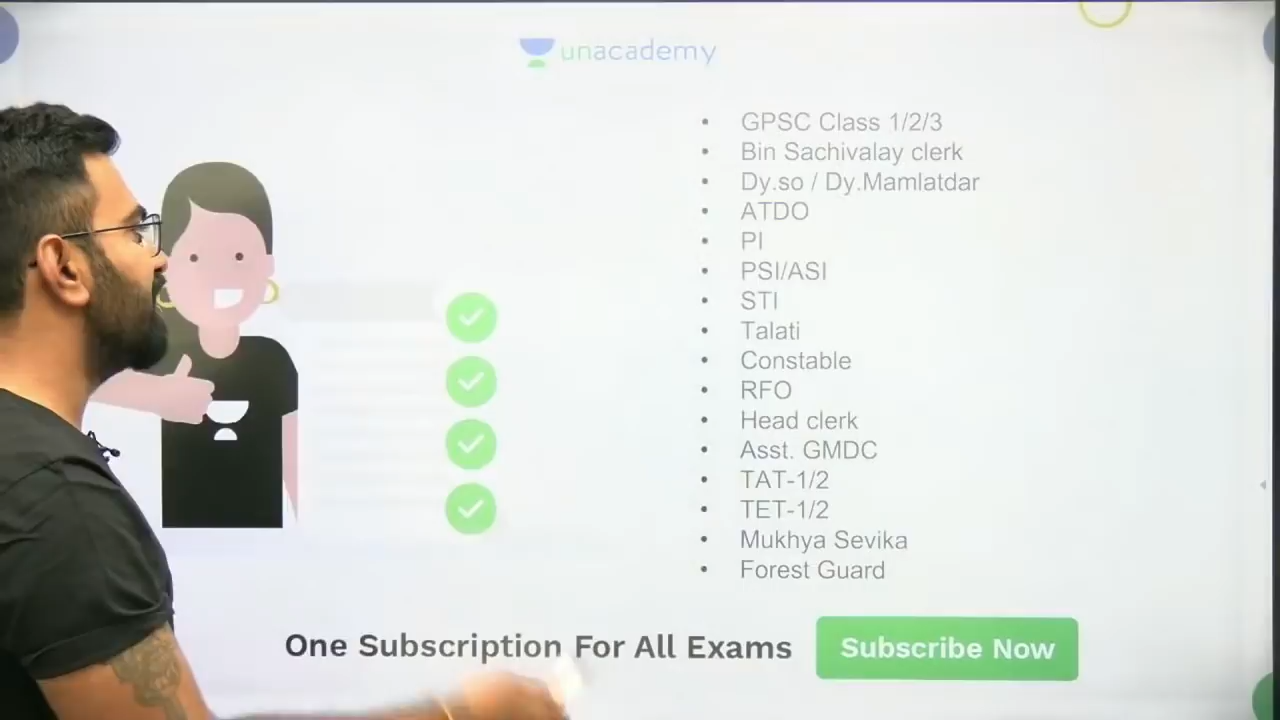 unacademy
• GPSC Class 1/2/3
• Bin Sachivalay clerk
• Dy.so / Dy.Mamlatdar
• ATDO
• PI
• PSI/ASI
• STI
• Talati
• Constable
• RFO
• Head clerk
• Asst. GMDC
• TAT-1/2
• TET-1/2
• Mukhya Sevika
• Forest Guard
One Subscription For All Exams
Subscribe Now